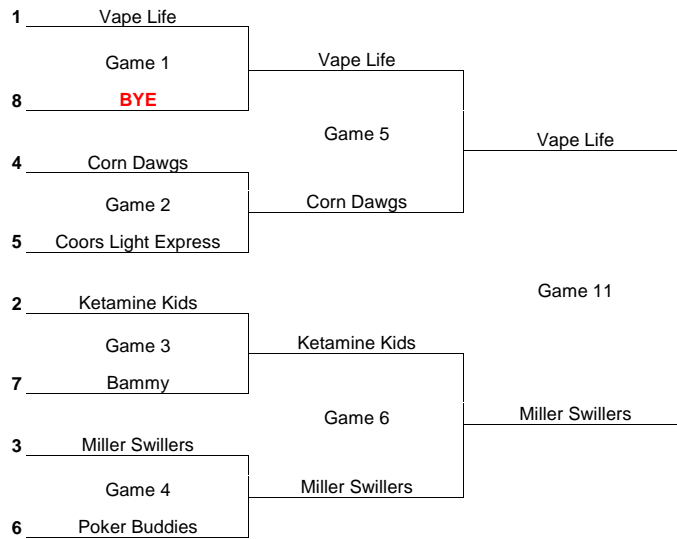 1 Vape Life
Game 1
Vape Life
8 BYE
Game 5
Vape Life
4 Corn Dawgs
Game 2
Corn Dawgs
5 Coors Light Express
Game 11
2 Ketamine Kids
Game 3
Ketamine Kids
7 Bammy
Game 6
Miller Swillers
3 Miller Swillers
Game 4
Miller Swillers
6 Poker Buddies